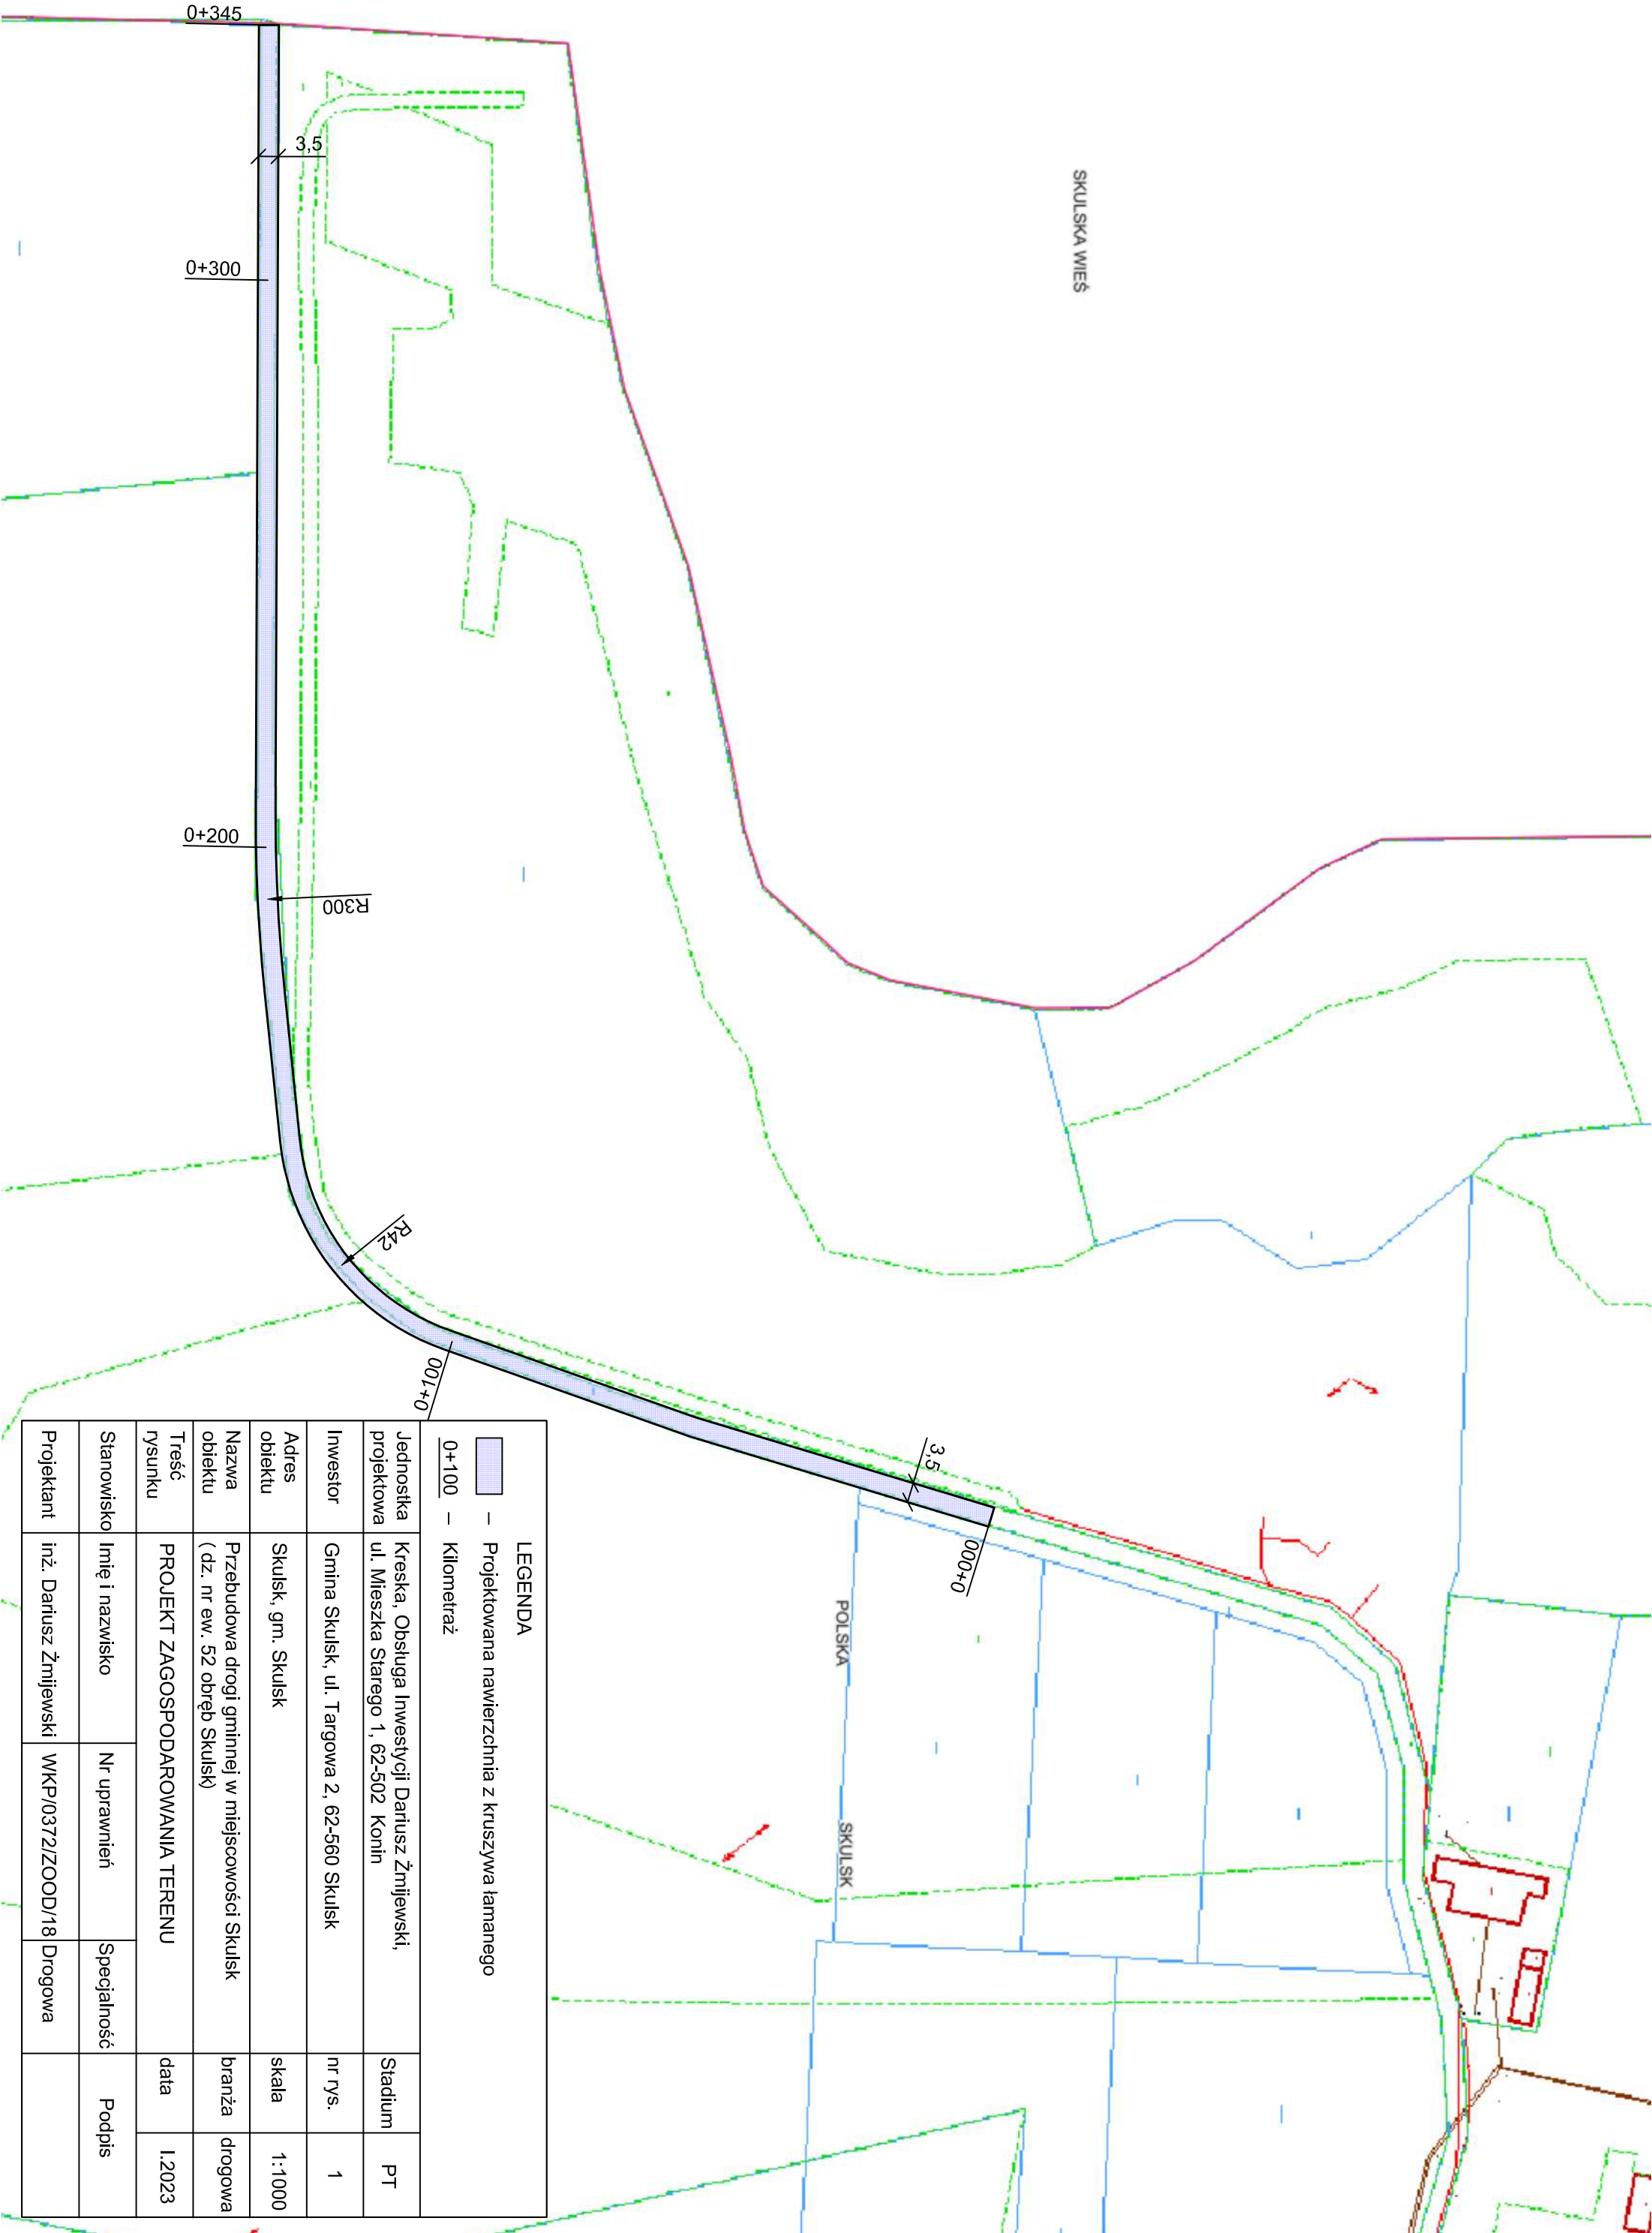 0+345
3,5
0+300
0+200
R300
R42
0+100
3,5
0+000
SKULSKA WIEŚ
POLSKA
SKULSK
LEGENDA
– Projektowana nawierzchnia z kruszywa łamanego
0+100 – Kilometraż
Jednostka projektowa
Kreska, Obsługa Inwestycji Dariusz Żmijewski,
ul. Mieszka Starego 1, 62-502 Konin
Stadium
PT
Inwestor
Gmina Skulsk, ul. Targowa 2, 62-560 Skulsk
nr rys.
1
Adres obiektu
Skulsk, gm. Skulsk
skala
1:1000
Nazwa obiektu
Przebudowa drogi gminnej w miejscowości Skulsk
( dz. nr ew. 52 obręb Skulsk)
branża
drogowa
Treść rysunku
PROJEKT ZAGOSPODAROWANIA TERENU
data
I.2023
Stanowisko
Imię i nazwisko
Nr uprawnień
Specjalność
Podpis
Projektant
inż. Dariusz Żmijewski
WKP/0372/ZOOD/18
Drogowa